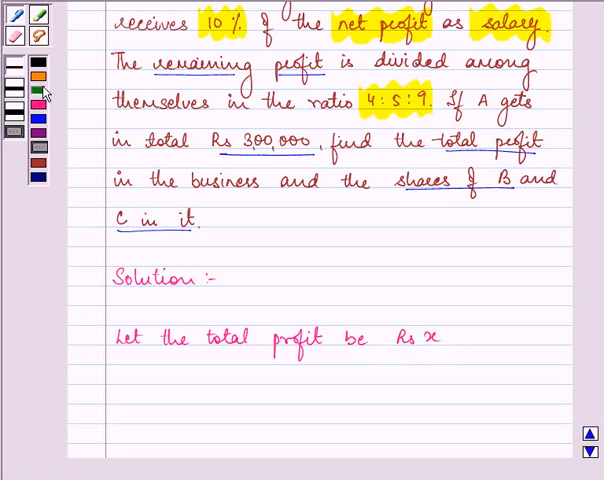 receives 10% of the net profit as salary.
The remaining profit is divided among
themselves in the ratio 4:5:9. If A gets
in total Rs 300,000, find the total profit
in the business and the shares of B and
C in it.
Solution :-
Let the total profit be Rs x